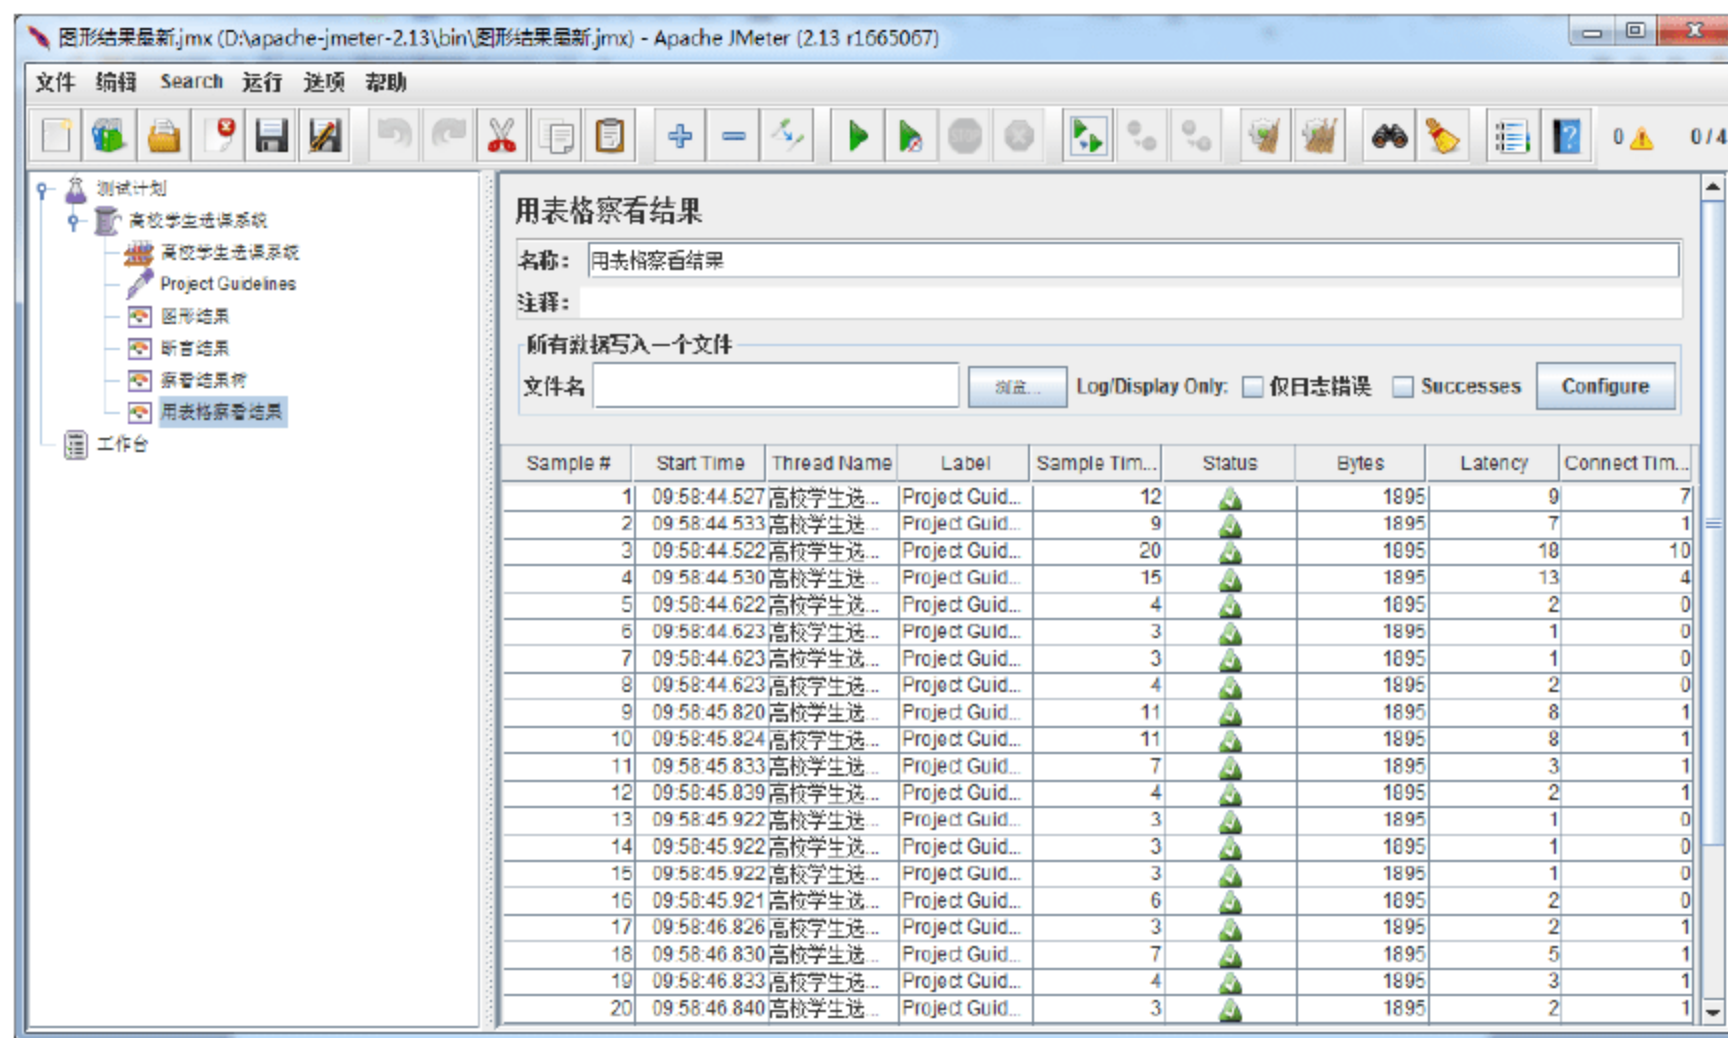 图形结果最新.jmx (D:\apache-jmeter-2.13\bin\图形结果最新.jmx) - Apache JMeter (2.13 r1665067)
文件 编辑 Search 运行 选项 帮助
0 0/4
测试计划
高校学生选课系统
高校学生选课系统
Project Guidelines
图形结果
断言结果
察看结果树
用表格察看结果
工作台
用表格察看结果
名称： 用表格察看结果
注释：
所有数据写入一个文件
文件名 浏览... Log/Display Only: 仅日志错误 Successes Configure
Sample # Start Time Thread Name Label Sample Tim... Status Bytes Latency Connect Tim...
1 09:58:44.527 高校学生选... Project Guid... 12 1895 9 7
2 09:58:44.533 高校学生选... Project Guid... 9 1895 7 1
3 09:58:44.522 高校学生选... Project Guid... 20 1895 18 10
4 09:58:44.530 高校学生选... Project Guid... 15 1895 13 4
5 09:58:44.622 高校学生选... Project Guid... 4 1895 2 0
6 09:58:44.623 高校学生选... Project Guid... 3 1895 1 0
7 09:58:44.623 高校学生选... Project Guid... 3 1895 1 0
8 09:58:44.623 高校学生选... Project Guid... 4 1895 2 0
9 09:58:45.820 高校学生选... Project Guid... 11 1895 8 1
10 09:58:45.824 高校学生选... Project Guid... 11 1895 8 1
11 09:58:45.833 高校学生选... Project Guid... 7 1895 3 1
12 09:58:45.839 高校学生选... Project Guid... 4 1895 2 1
13 09:58:45.922 高校学生选... Project Guid... 3 1895 1 0
14 09:58:45.922 高校学生选... Project Guid... 3 1895 1 0
15 09:58:45.922 高校学生选... Project Guid... 3 1895 1 0
16 09:58:45.921 高校学生选... Project Guid... 6 1895 2 0
17 09:58:46.826 高校学生选... Project Guid... 3 1895 2 1
18 09:58:46.830 高校学生选... Project Guid... 7 1895 5 1
19 09:58:46.833 高校学生选... Project Guid... 4 1895 3 1
20 09:58:46.840 高校学生选... Project Guid... 3 1895 2 1